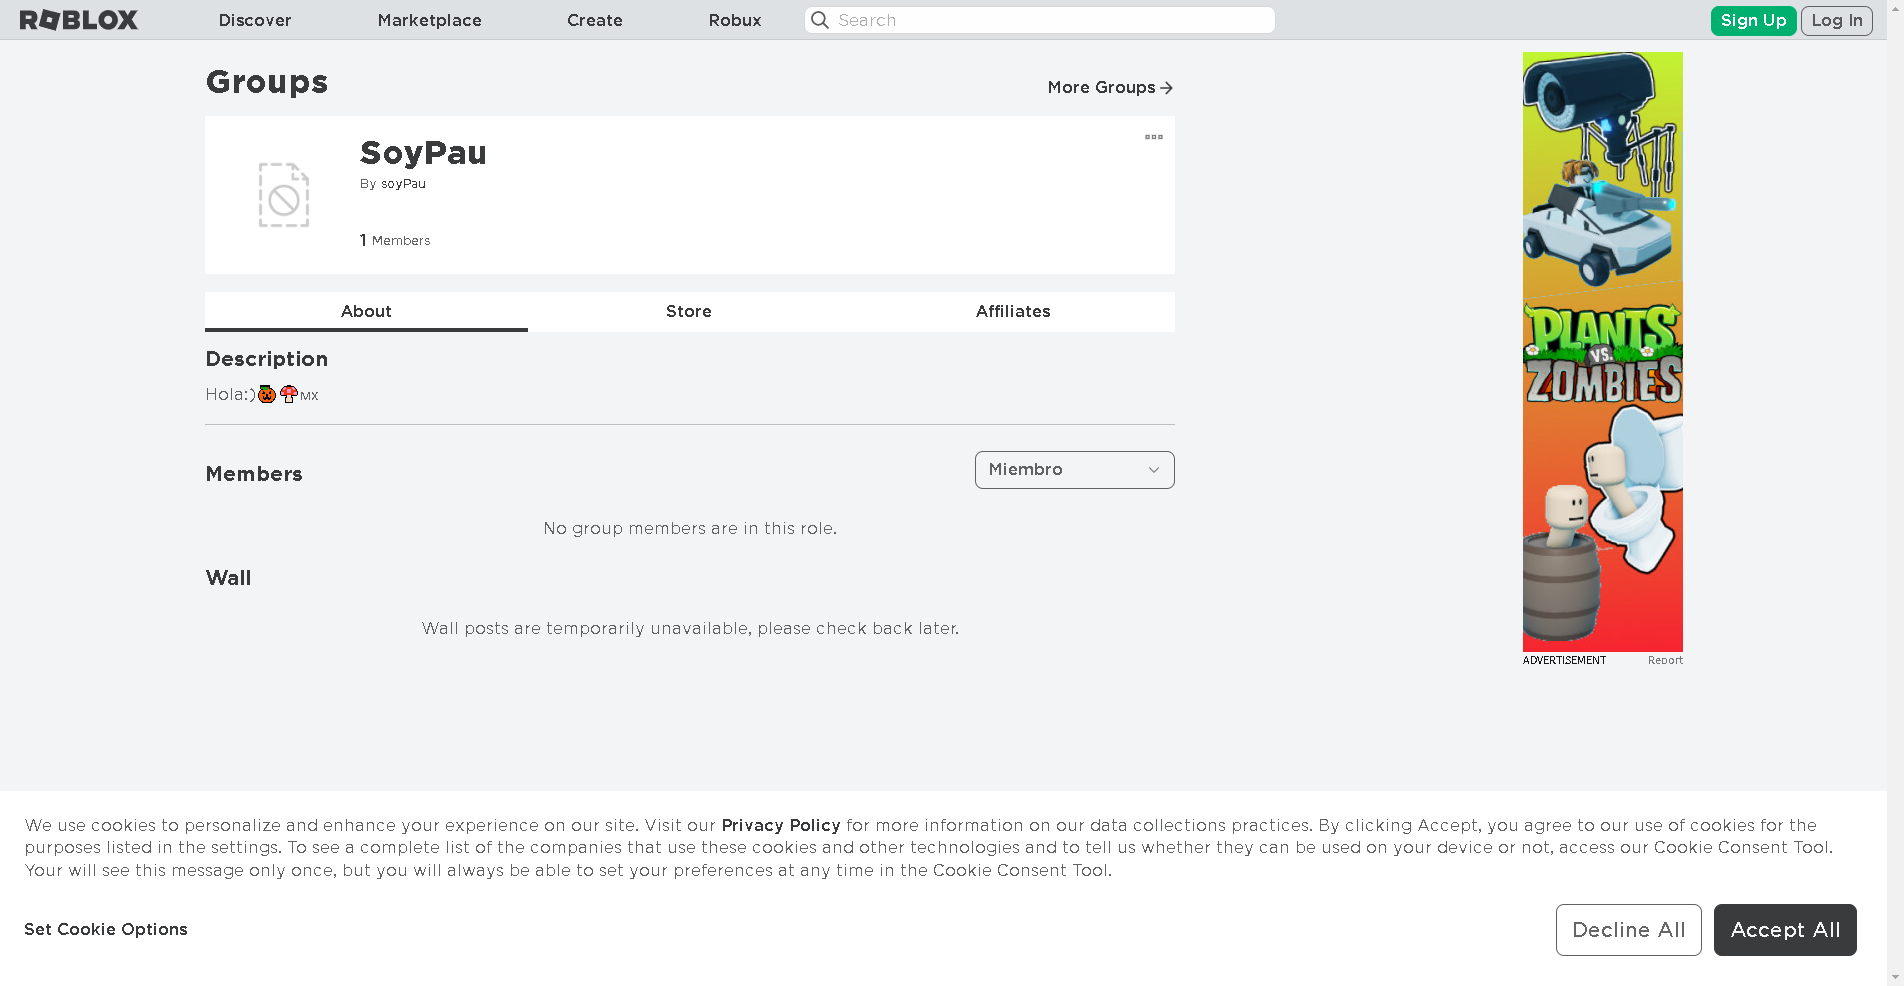 ROBLOX
Discover
Marketplace
Create
Robux
Search
Sign Up
Log In
Groups
More Groups
SoyPau
By soyPau
1 Members
About
Store
Affiliates
Description
Hola:)🎃🍄MX
Members
Miembro
No group members are in this role.
Wall
Wall posts are temporarily unavailable, please check back later.
PLANTS
VS.
ZOMBIES
ADVERTISEMENT
Report
We use cookies to personalize and enhance your experience on our site. Visit our Privacy Policy for more information on our data collections practices. By clicking Accept, you agree to our use of cookies for the
purposes listed in the settings. To see a complete list of the companies that use these cookies and other technologies and to tell us whether they can be used on your device or not, access our Cookie Consent Tool.
Your will see this message only once, but you will always be able to set your preferences at any time in the Cookie Consent Tool.
Set Cookie Options
Decline All
Accept All